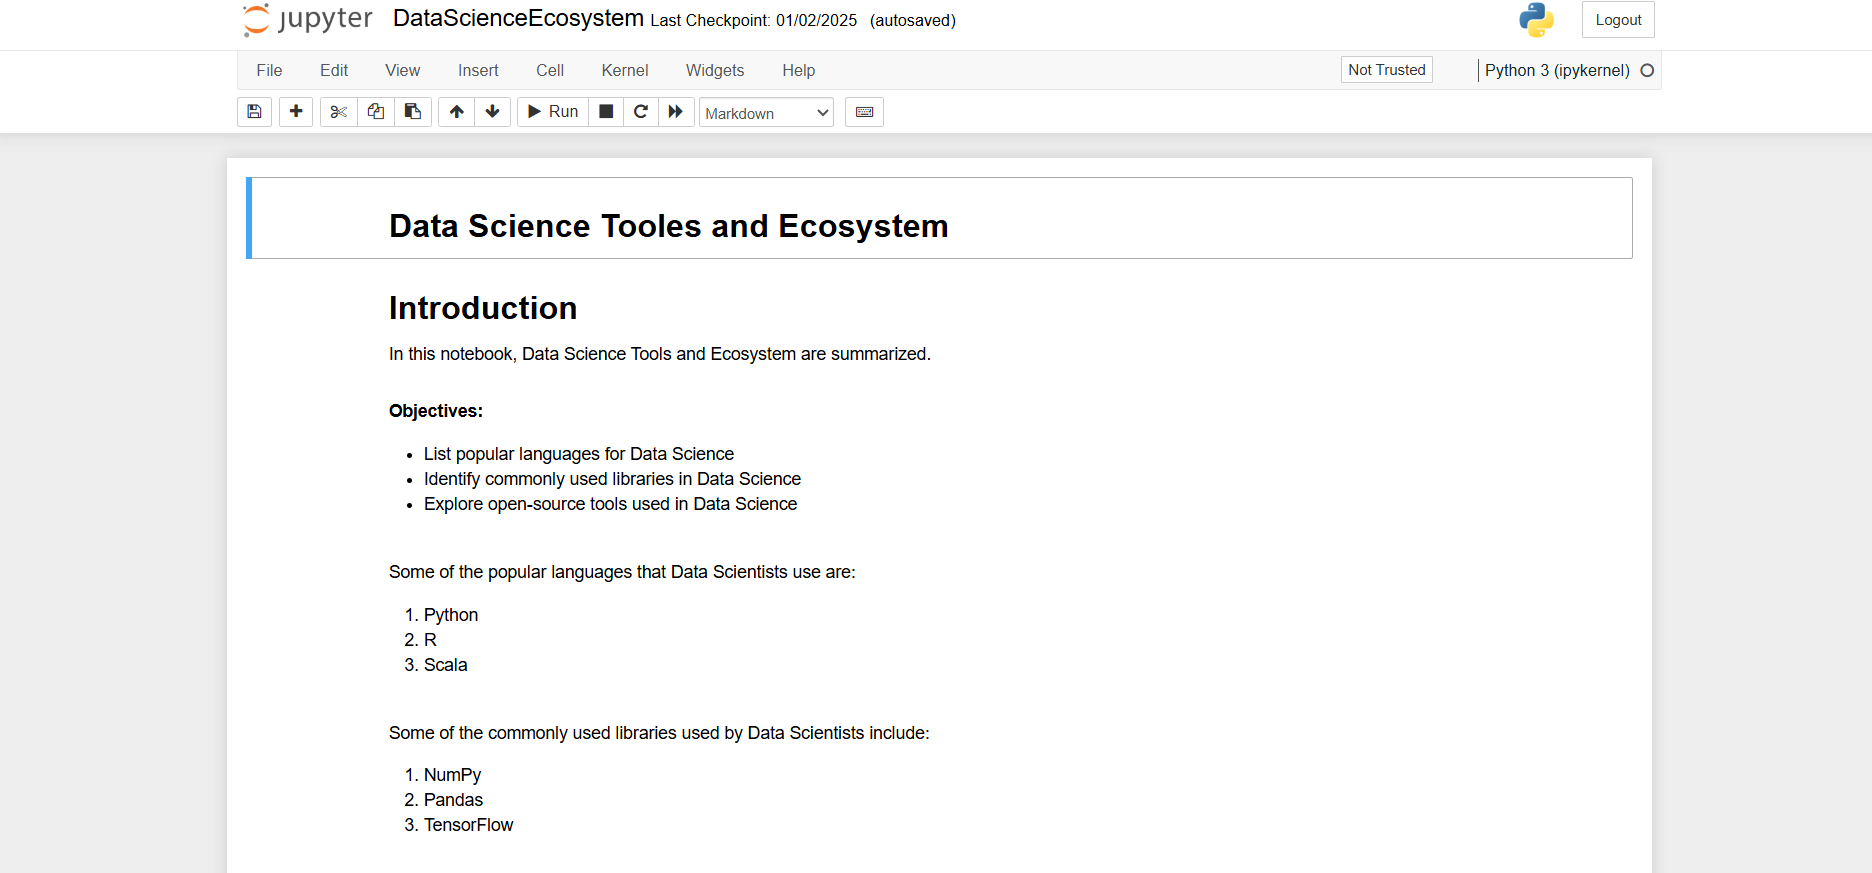 jupyter DataScienceEcosystem Last Checkpoint: 01/02/2025 (autosaved)
Logout
File Edit View Insert Cell Kernel Widgets Help
Not Trusted
Python 3 (ipykernel)
Run
Markdown
Data Science Tooles and Ecosystem
Introduction
In this notebook, Data Science Tools and Ecosystem are summarized.
Objectives:
• List popular languages for Data Science
• Identify commonly used libraries in Data Science
• Explore open-source tools used in Data Science
Some of the popular languages that Data Scientists use are:
1. Python
2. R
3. Scala
Some of the commonly used libraries used by Data Scientists include:
1. NumPy
2. Pandas
3. TensorFlow